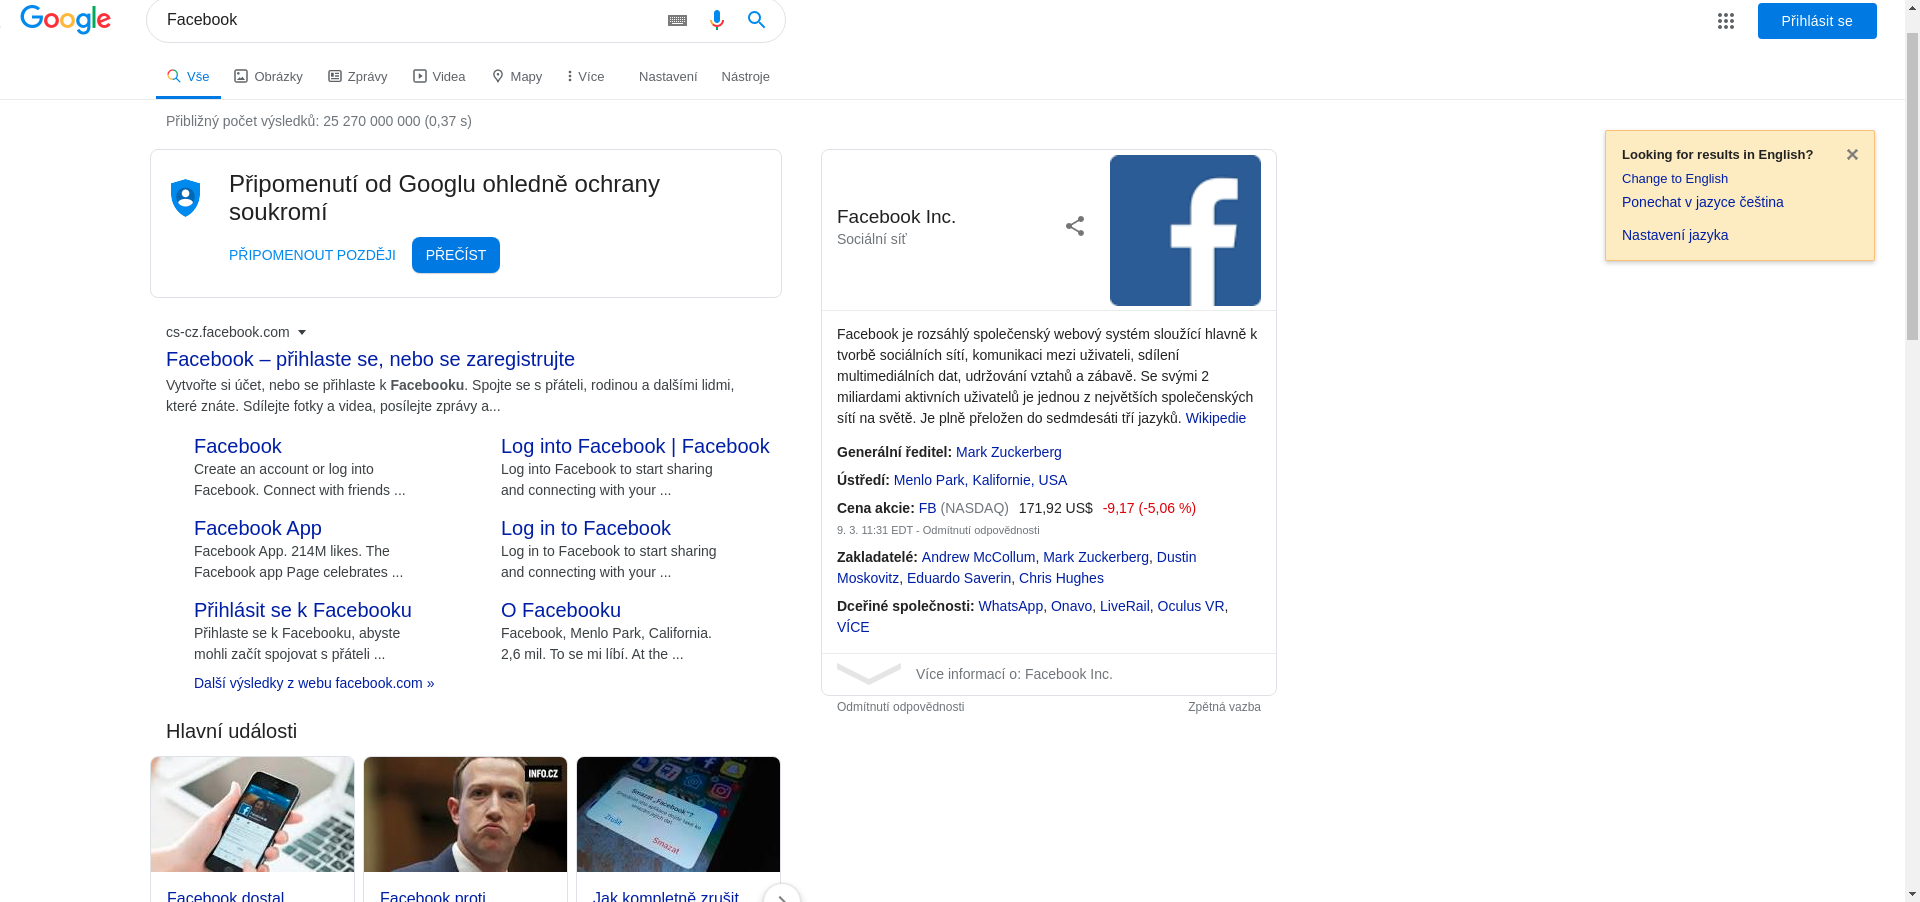 Google
Facebook
Přihlásit se
Vše
Obrázky
Zprávy
Videa
Mapy
Více
Nastavení
Nástroje
Přibližný počet výsledků: 25 270 000 000 (0,37 s)
Looking for results in English?
Change to English
Ponechat v jazyce čeština
Nastavení jazyka
Připomenutí od Googlu ohledně ochrany
soukromí
PŘIPOMENOUT POZDĚJI
PŘEČÍST
cs-cz.facebook.com
Facebook – přihlaste se, nebo se zaregistrujte
Vytvořte si účet, nebo se přihlaste k Facebooku. Spojte se s přáteli, rodinou a dalšími lidmi,
které znáte. Sdílejte fotky a videa, posílejte zprávy a...
Facebook
Create an account or log into
Facebook. Connect with friends ...
Log into Facebook | Facebook
Log into Facebook to start sharing
and connecting with your ...
Facebook App
Facebook App. 214M likes. The
Facebook app Page celebrates ...
Log in to Facebook
Log in to Facebook to start sharing
and connecting with your ...
Přihlásit se k Facebooku
Přihlaste se k Facebooku, abyste
mohli začít spojovat s přáteli ...
O Facebooku
Facebook, Menlo Park, California.
2,6 mil. To se mi líbí. At the ...
Další výsledky z webu facebook.com »
Hlavní události
INFO.CZ
Smazat „Facebook"?
Zrušit
Smazat
Facebook dostal
Facebook proti
Jak kompletně zrušit
Facebook Inc.
Sociální síť
Facebook je rozsáhlý společenský webový systém sloužící hlavně k
tvorbě sociálních sítí, komunikaci mezi uživateli, sdílení
multimediálních dat, udržování vztahů a zábavě. Se svými 2
miliardami aktivních uživatelů je jednou z největších společenských
sítí na světě. Je plně přeložen do sedmdesáti tří jazyků. Wikipedie
Generální ředitel: Mark Zuckerberg
Ústředí: Menlo Park, Kalifornie, USA
Cena akcie: FB (NASDAQ) 171,92 US$ -9,17 (-5,06 %)
9. 3. 11:31 EDT - Odmítnutí odpovědnosti
Zakladatelé: Andrew McCollum, Mark Zuckerberg, Dustin
Moskovitz, Eduardo Saverin, Chris Hughes
Dceřiné společnosti: WhatsApp, Onavo, LiveRail, Oculus VR,
VÍCE
Více informací o: Facebook Inc.
Odmítnutí odpovědnosti
Zpětná vazba